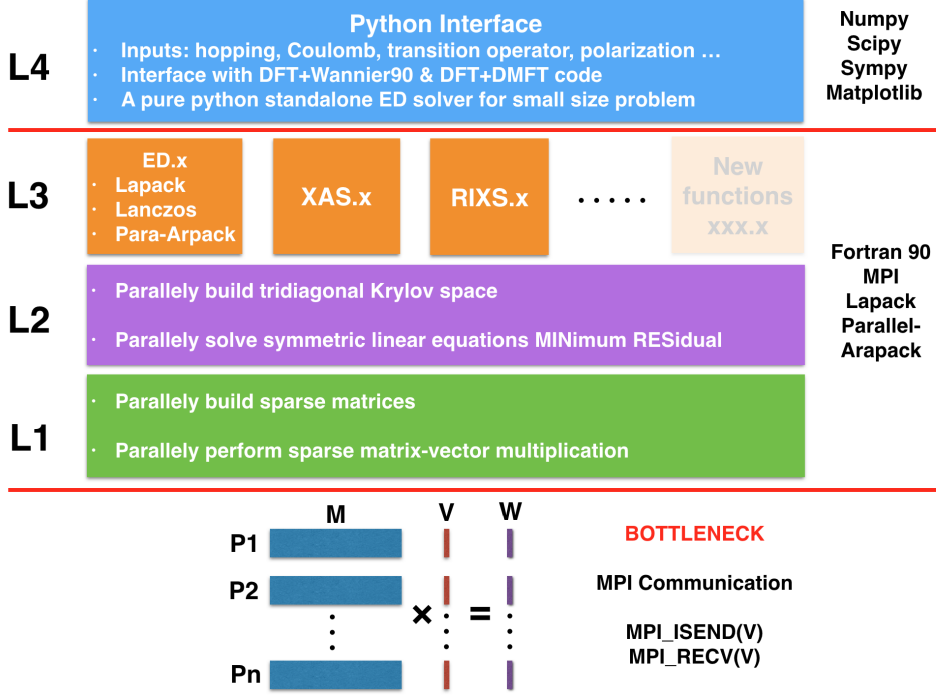 Python Interface
· Inputs: hopping, Coulomb, transition operator, polarization ...
· Interface with DFT+Wannier90 & DFT+DMFT code
· A pure python standalone ED solver for small size problem
L4
Numpy
Scipy
Sympy
Matplotlib
L3
ED.x
· Lapack
· Lanczos
· Para-Arpack
XAS.x
RIXS.x
. . . . .
New
functions
xxx.x
Fortran 90
MPI
Lapack
Parallel-
Arapack
L2
· Parallely build tridiagonal Krylov space
· Parallely solve symmetric linear equations MINimum RESidual
L1
· Parallely build sparse matrices
· Parallely perform sparse matrix-vector multiplication
M V W
P1
P2
× =
Pn
BOTTLENECK
MPI Communication
MPI_ISEND(V)
MPI_RECV(V)